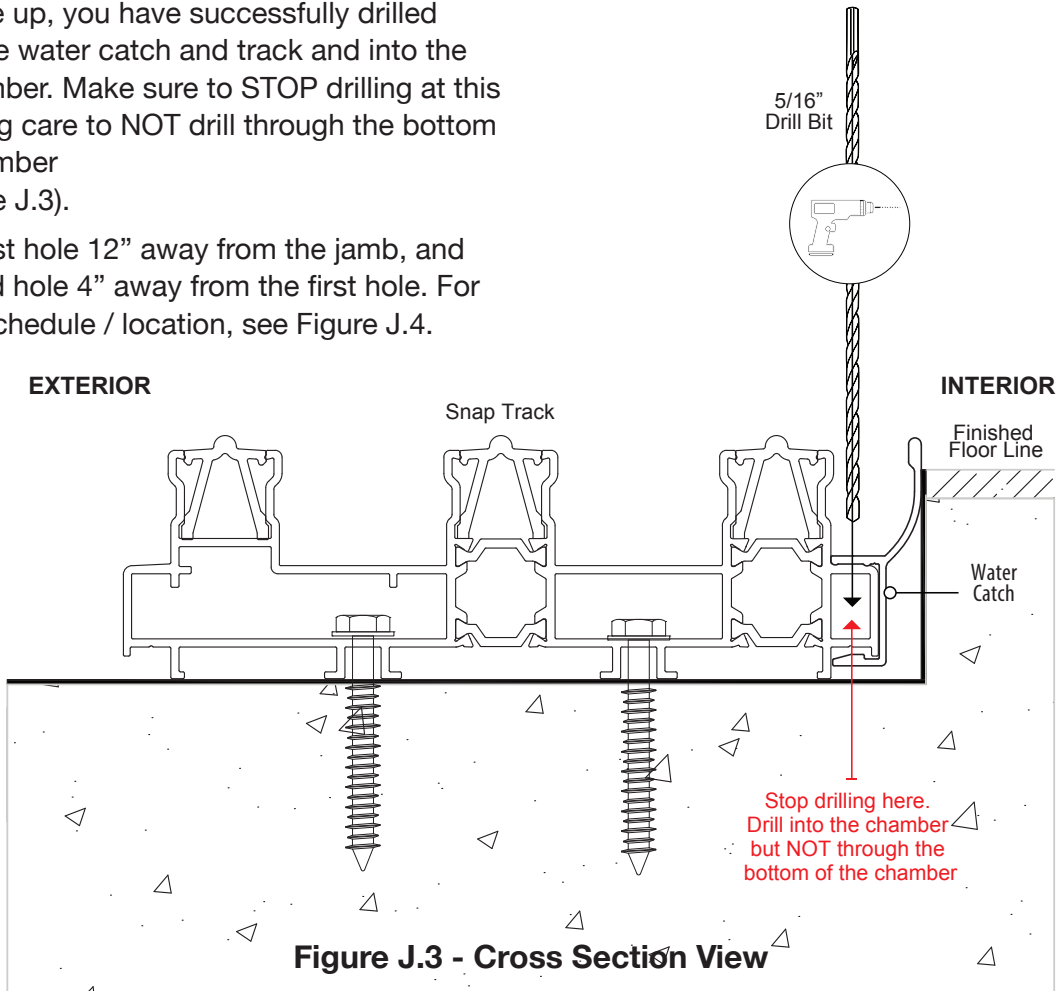 e up, you have successfully drilled
e water catch and track and into the
mber. Make sure to STOP drilling at this
g care to NOT drill through the bottom
mber
e J.3).
st hole 12” away from the jamb, and
d hole 4” away from the first hole. For
schedule / location, see Figure J.4.
5/16”
Drill Bit
EXTERIOR
INTERIOR
Snap Track
Finished
Floor Line
Water
Catch
Stop drilling here.
Drill into the chamber
but NOT through the
bottom of the chamber
Figure J.3 - Cross Section View